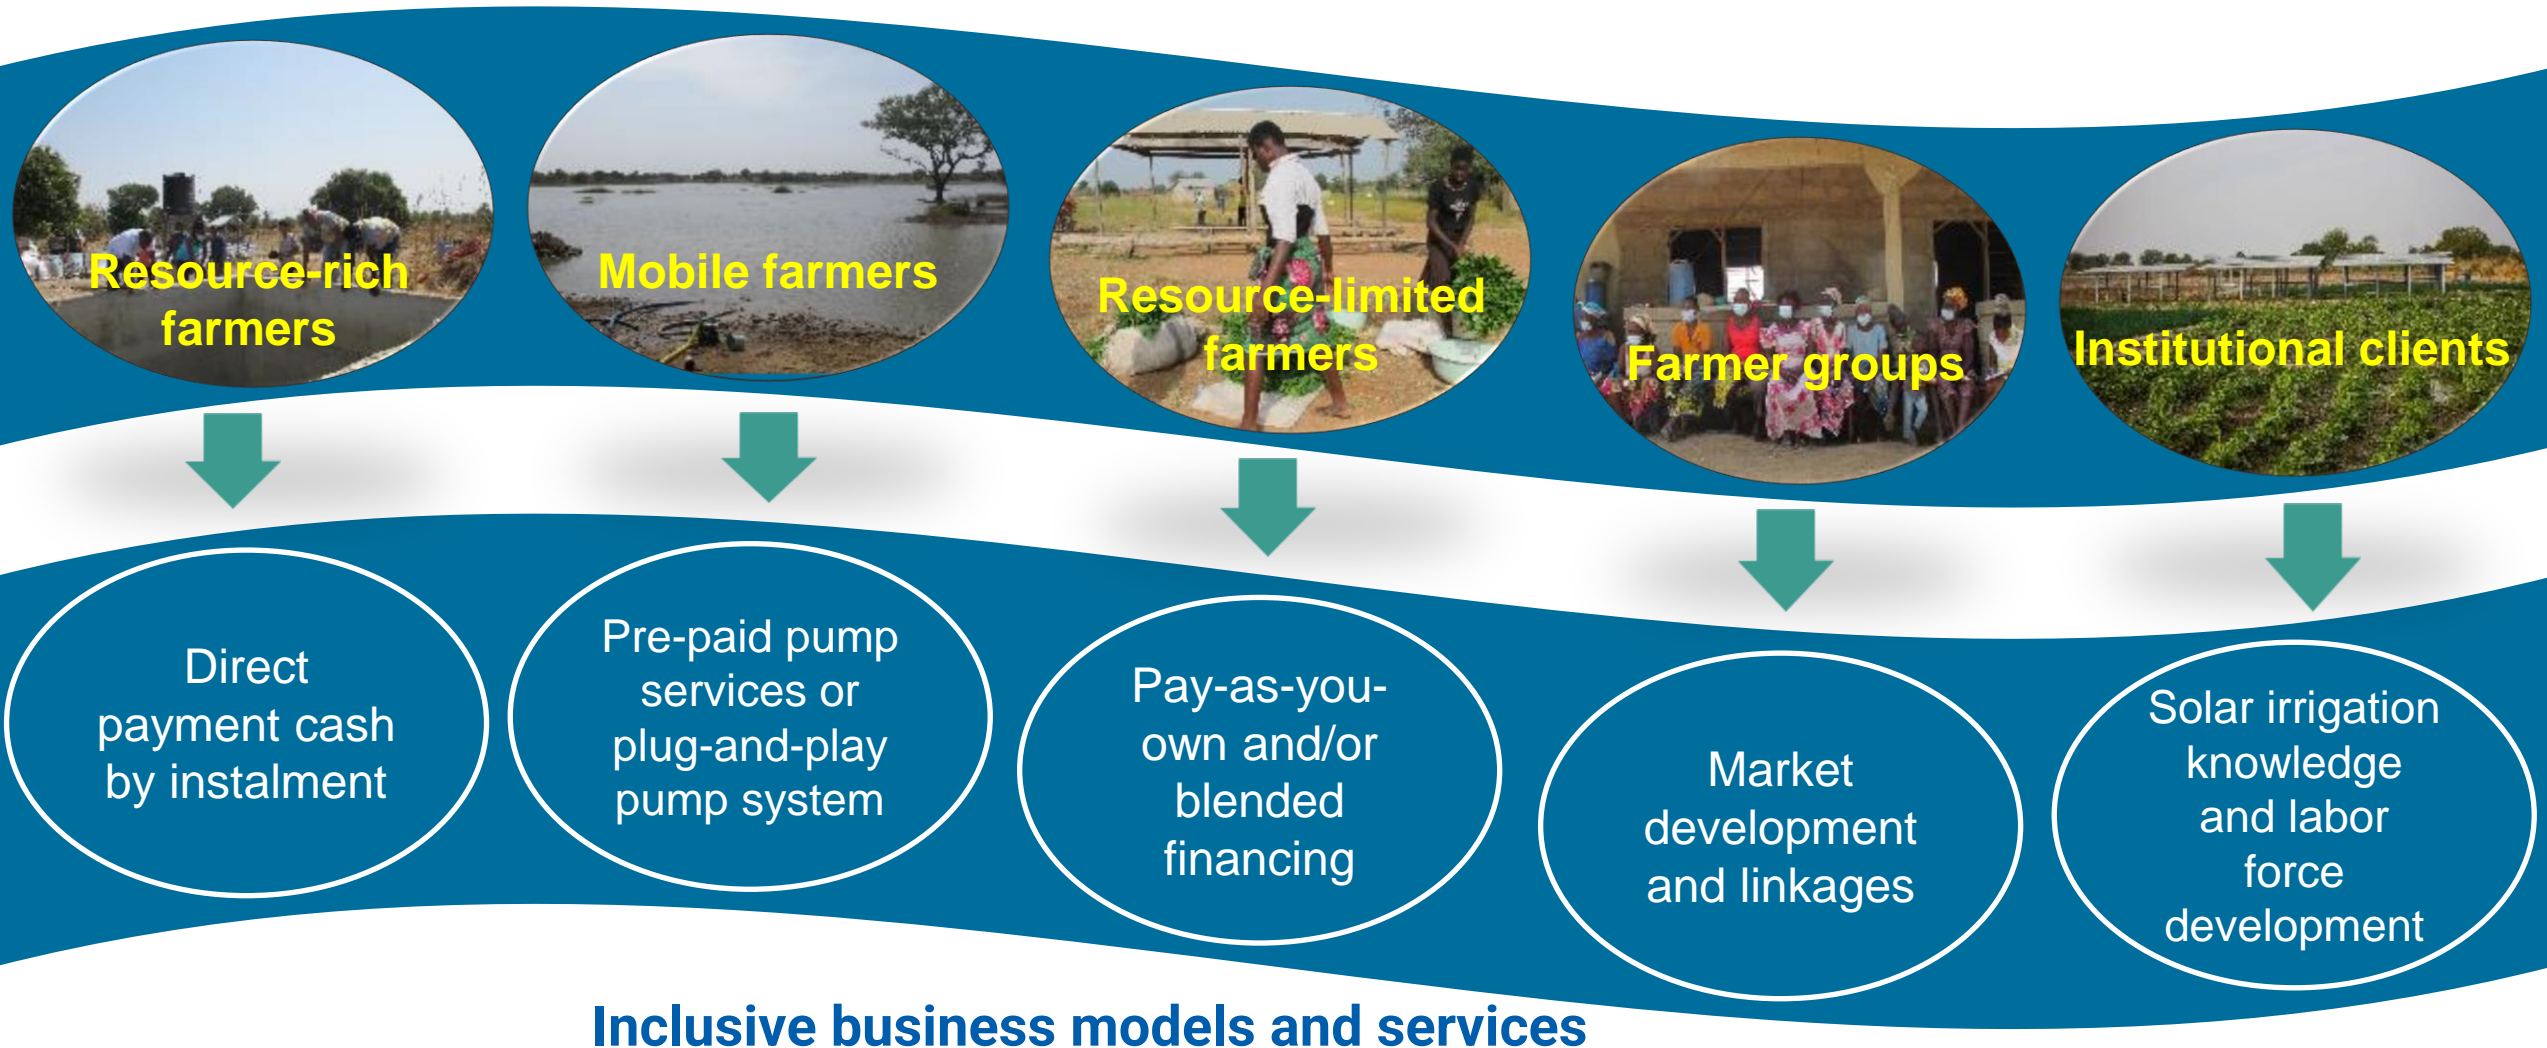 Resource-rich
farmers
Mobile farmers
Resource-limited
farmers
Farmer groups
Institutional clients
Direct
payment cash
by instalment
Pre-paid pump
services or
plug-and-play
pump system
Pay-as-you-
own and/or
blended
financing
Market
development
and linkages
Solar irrigation
knowledge
and labor
force
development
Inclusive business models and services